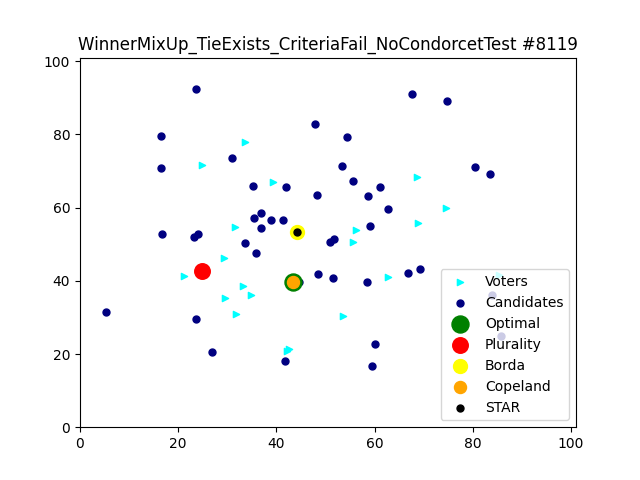 WinnerMixUp_TieExists_CriteriaFail_NoCondorcetTest #8119
100
80
60
40
20
0
0 20 40 60 80 100
Voters
Candidates
Optimal
Plurality
Borda
Copeland
STAR